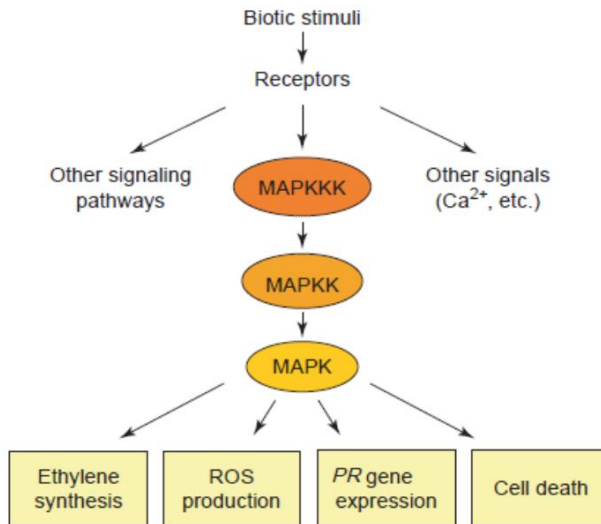 Biotic stimuli
Receptors
Other signaling
pathways
MAPKKK
Other signals
(Ca²⁺, etc.)
MAPKK
MAPK
Ethylene
synthesis
ROS
production
PR gene
expression
Cell death